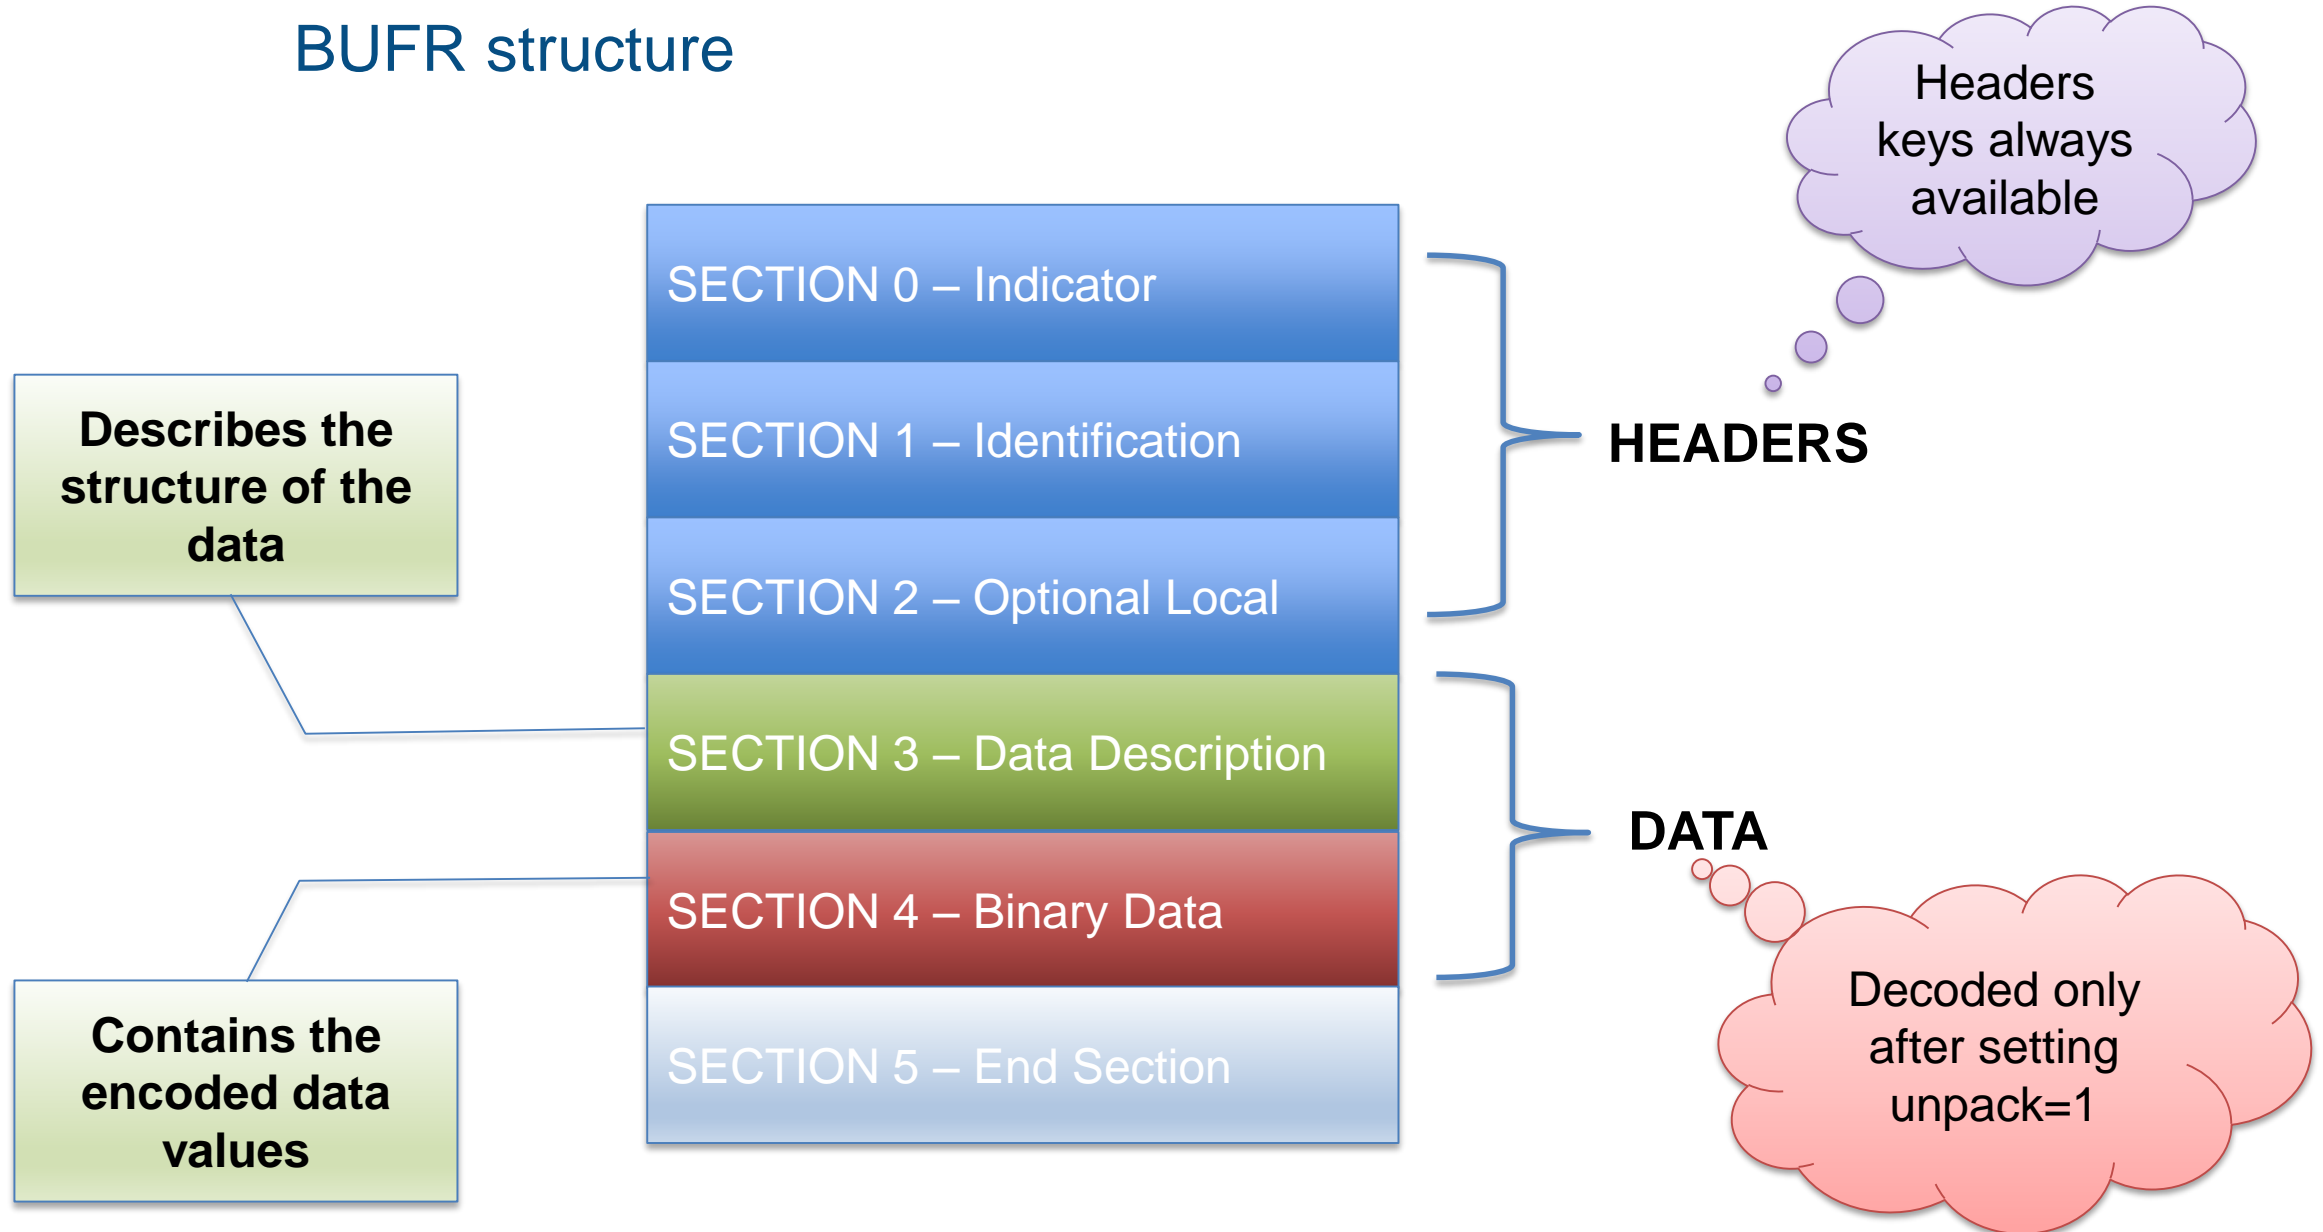 BUFR structure
Headers
keys always
available
SECTION 0 – Indicator
SECTION 1 – Identification
SECTION 2 – Optional Local
SECTION 3 – Data Description
SECTION 4 – Binary Data
SECTION 5 – End Section
HEADERS
Describes the
structure of the
data
DATA
Contains the
encoded data
values
Decoded only
after setting
unpack=1